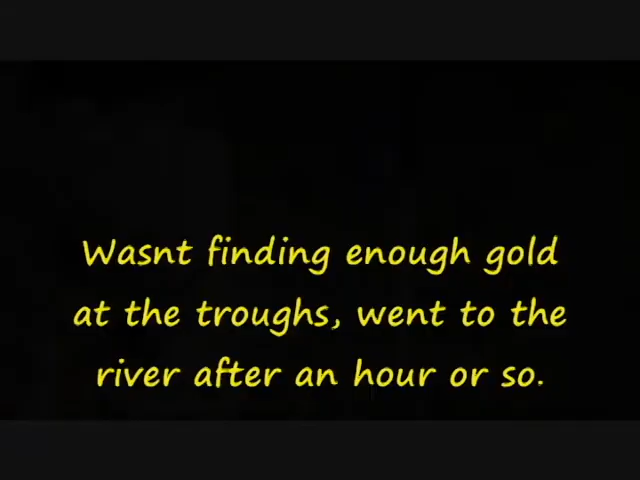 Wasnt finding enough gold
at the troughs, went to the
river after an hour or so.